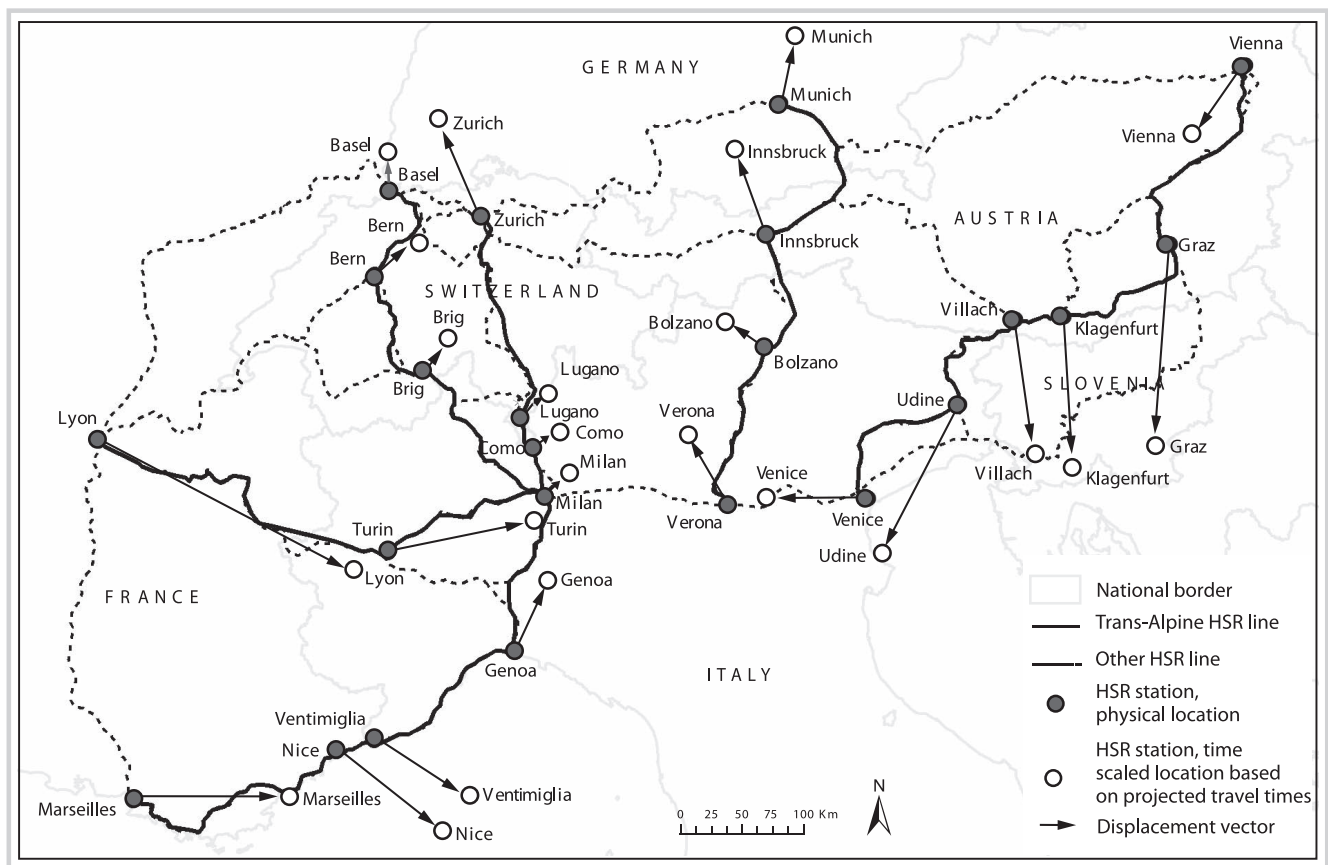 Munich
Vienna
GERMANY
Munich
Zurich
Vienna
Basel
Innsbruck
Basel
Bern
Zurich
AUSTRIA
Innsbruck
Graz
Bern
SWITZERLAND
Brig
Bolzano
Villach
Klagenfurt
Bolzano
Lugano
Brig
SLOVENIA
Udine
Lyon
Lugano
Verona
Como
Como
Graz
Milan
Venice
Villach
Klagenfurt
Milan
Verona
Venice
Turin
Turin
Udine
Lyon
Genoa
FRANCE
National border
Trans-Alpine HSR line
Genoa
ITALY
Other HSR line
HSR station,
physical location
Ventimiglia
Nice
HSR station, time
scaled location based
on projected travel times
Marseilles
Marseilles
Ventimiglia
N
0 25 50 75 100 Km
Nice
Displacement vector